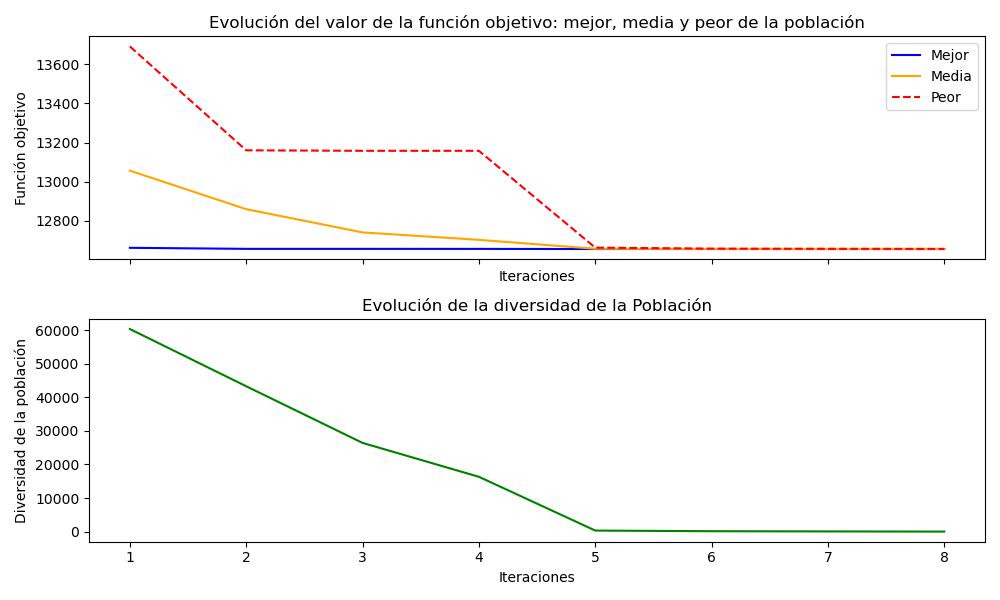 Evolución del valor de la función objetivo: mejor, media y peor de la población
Función objetivo
13600
13400
13200
13000
12800
Mejor
Media
Peor
Iteraciones
Evolución de la diversidad de la Población
Diversidad de la población
60000
50000
40000
30000
20000
10000
0
1 2 3 4 5 6 7 8
Iteraciones